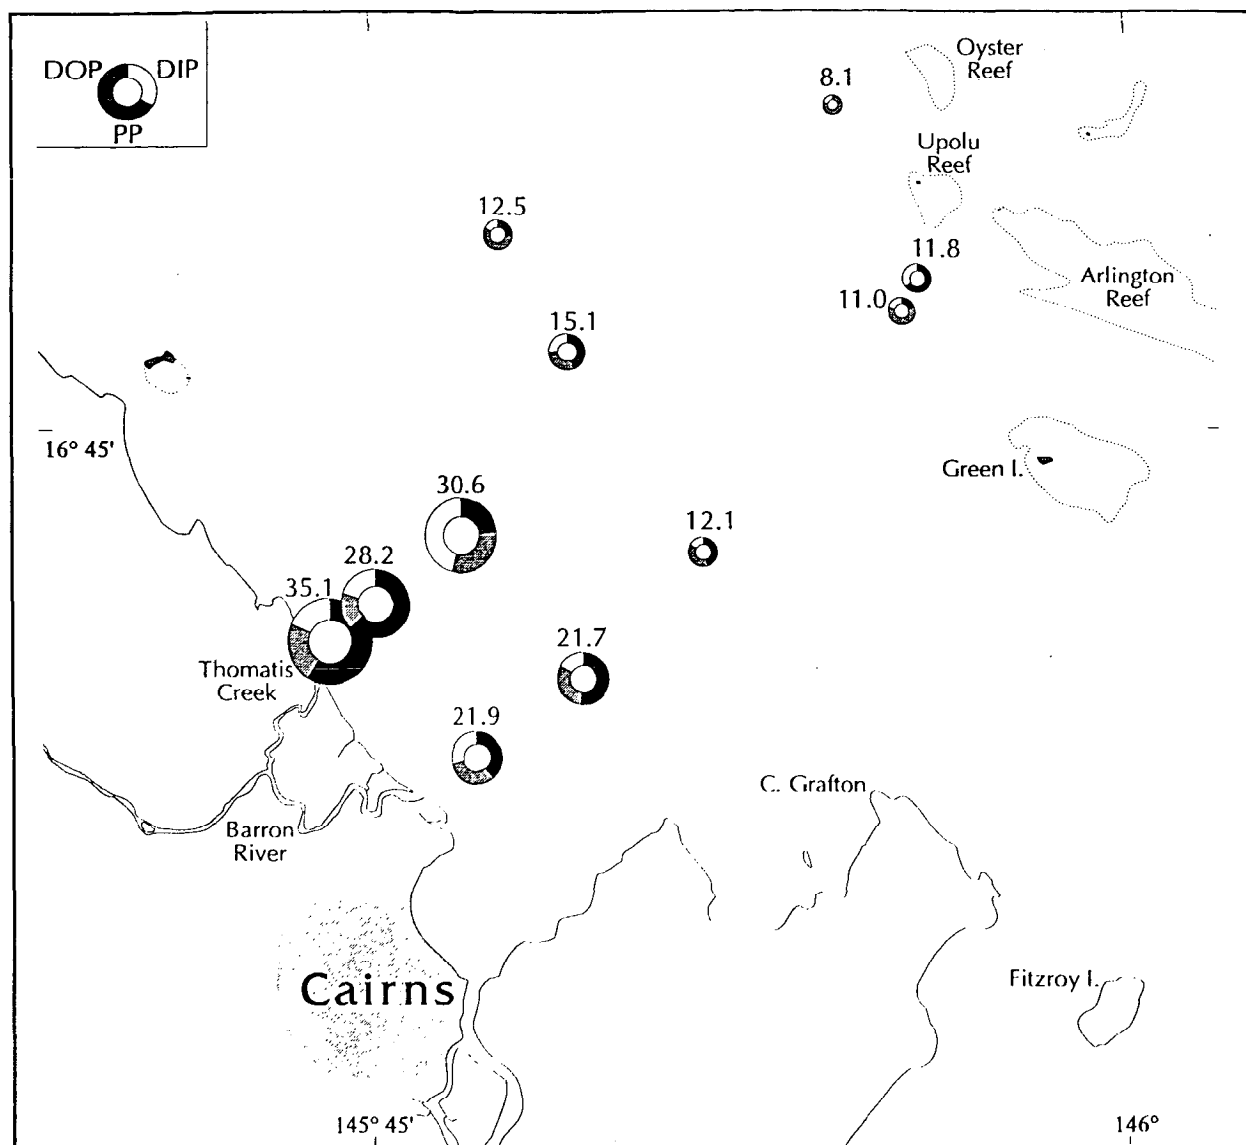 DOP DIP
PP
Oyster
Reef
8.1
Upolu
Reef
12.5
11.8
11.0
Arlington
Reef
15.1
16° 45'
Green I.
30.6
12.1
28.2
35.1
21.7
Thomatis
Creek
21.9
C. Grafton
Barron
River
Cairns
Fitzroy I.
145° 45'
146°